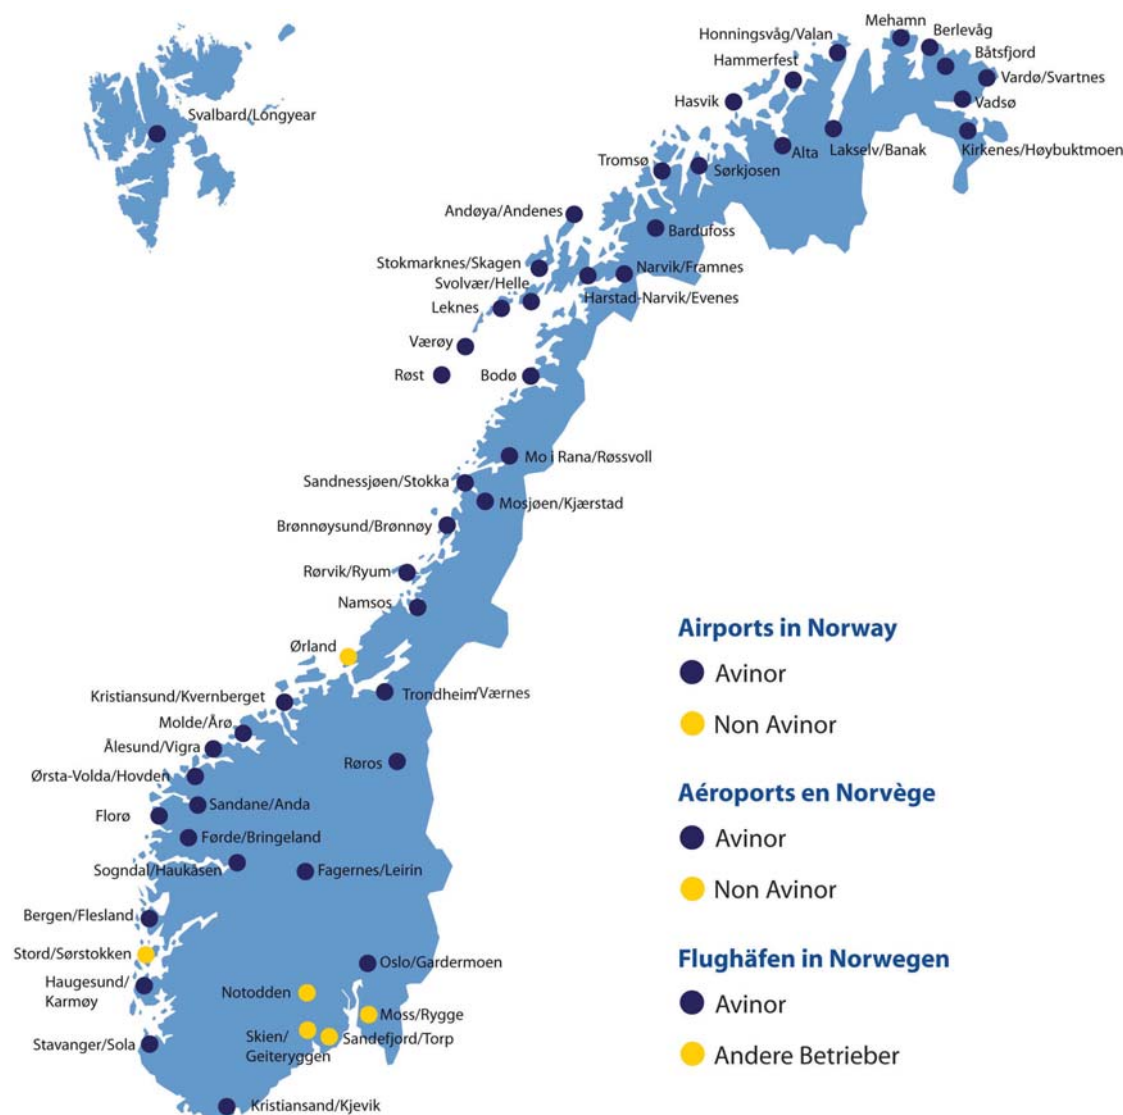 Mehamn
Berlevåg
Honningsvåg/Valan
Båtsfjord
Hammerfest
Vardø/Svartnes
Svalbard/Longyear
Hasvik
Vadsø
Alta
Lakselv/Banak
Kirkenes/Høybuktmoen
Tromsø
Sørkjosen
Andøya/Andenes
Bardufoss
Stokmarknes/Skagen
Narvik/Framnes
Svolvær/Helle
Harstad-Narvik/Evenes
Leknes
Værøy
Røst
Bodø
Mo i Rana/Røssvoll
Sandnessjøen/Stokka
Mosjøen/Kjærstad
Brønnøysund/Brønnøy
Rørvik/Ryum
Namsos
Ørland
Kristiansund/Kvernberget
Trondheim/Værnes
Molde/Årø
Ålesund/Vigra
Røros
Ørsta-Volda/Hovden
Sandane/Anda
Florø
Førde/Bringeland
Sogndal/Haukåsen
Fagernes/Leirin
Bergen/Flesland
Stord/Sørstokken
Oslo/Gardermoen
Haugesund/
Karmøy
Notodden
Moss/Rygge
Skien/
Geiteryggen
Sandefjord/Torp
Stavanger/Sola
Kristiansand/Kjevik
Airports in Norway
Avinor
Non Avinor
Aéroports en Norvège
Avinor
Non Avinor
Flughäfen in Norwegen
Avinor
Andere Betrieber